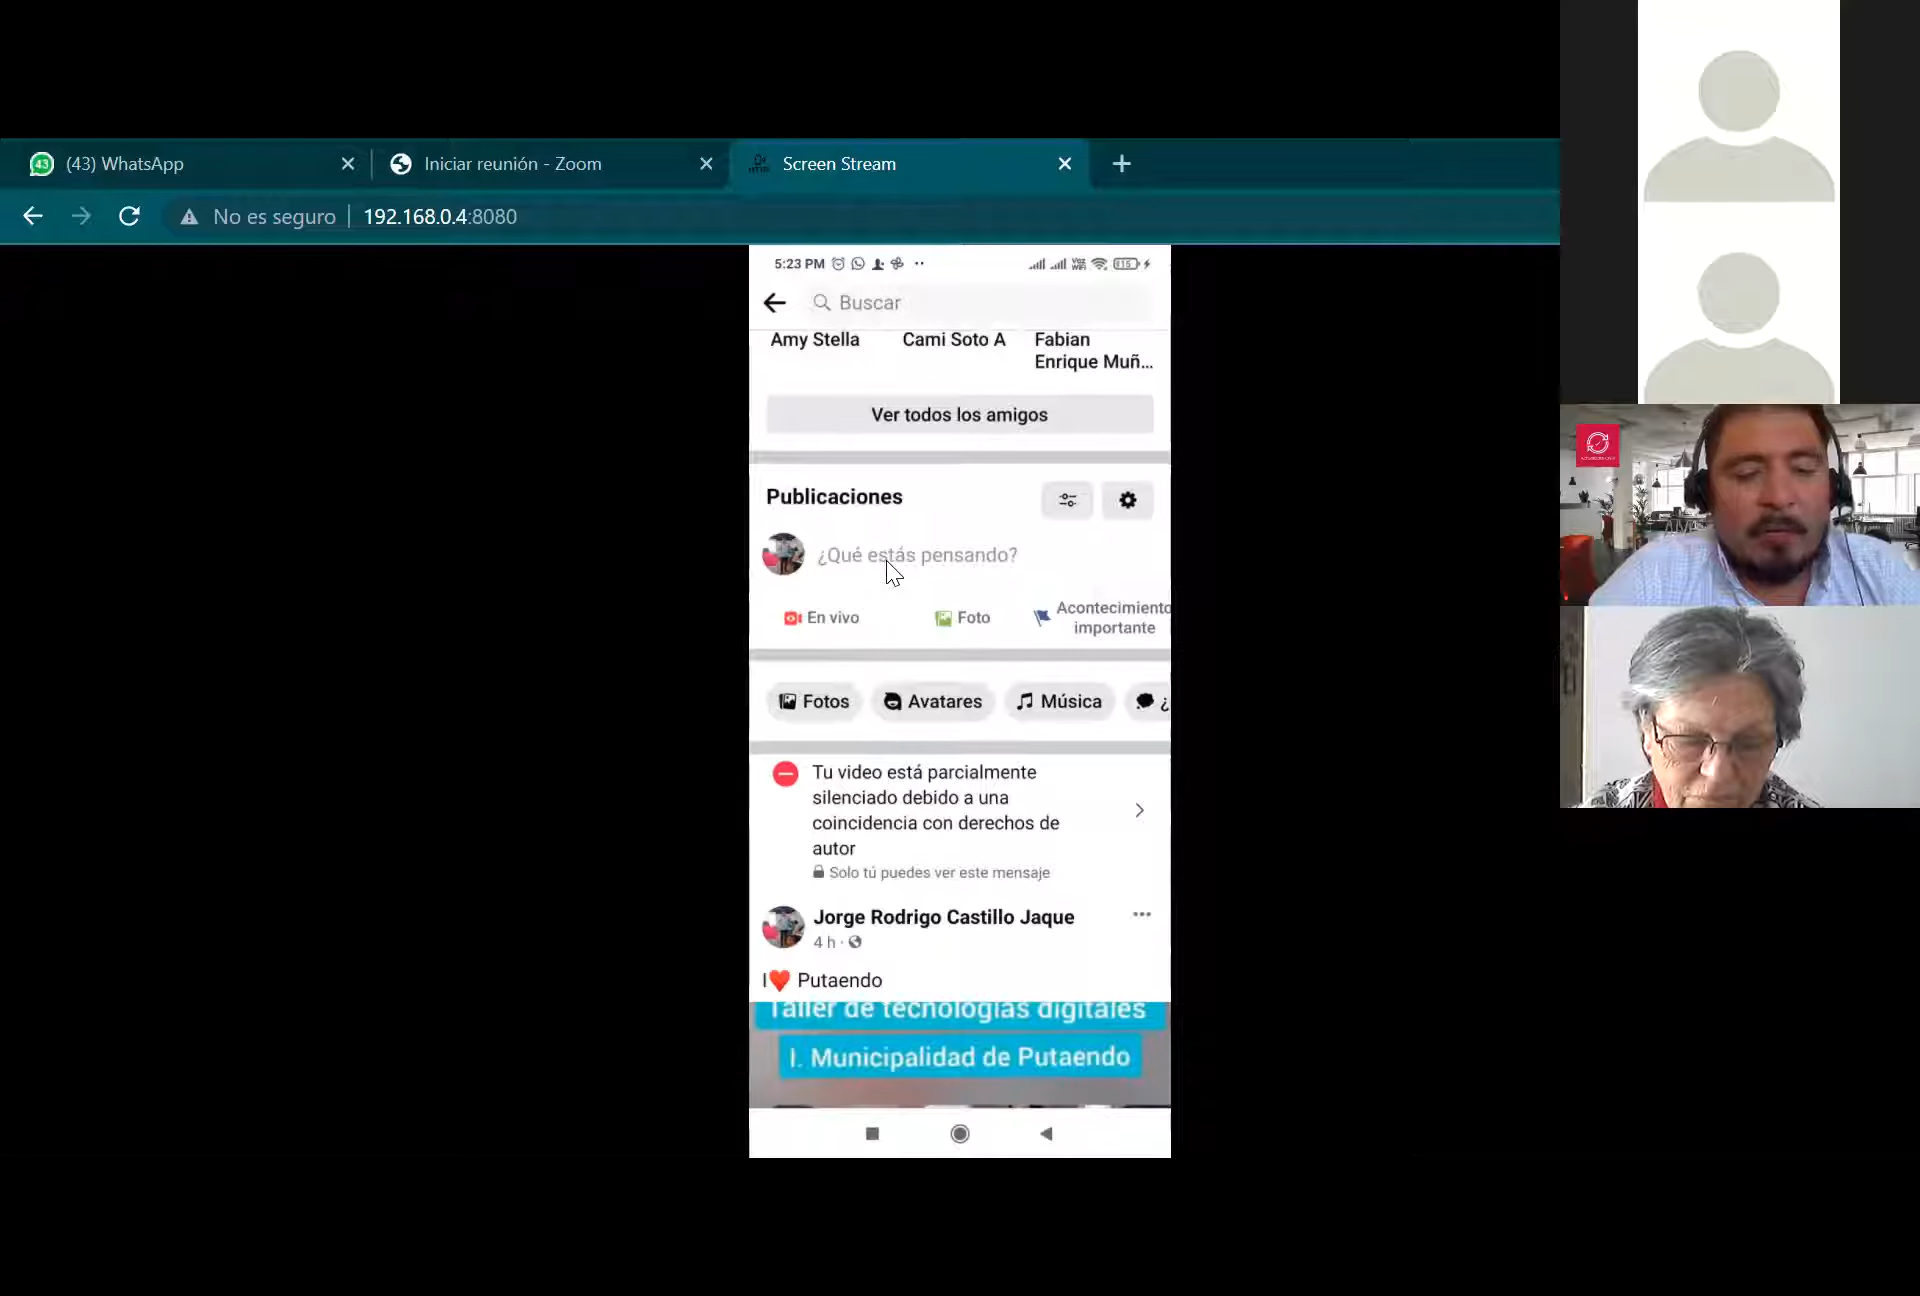 (43) WhatsApp
Iniciar reunión - Zoom
Screen Stream
No es seguro
192.168.0.4:8080
5:23 PM
15
Buscar
Amy Stella
Cami Soto A
Fabian
Enrique Muñ...
Ver todos los amigos
Publicaciones
¿Qué estás pensando?
En vivo
Foto
Acontecimiento
importante
Fotos
Avatares
Música
¿
Tu video está parcialmente
silenciado debido a una
coincidencia con derechos de
autor
Solo tú puedes ver este mensaje
Jorge Rodrigo Castillo Jaque
4 h ·
I❤️ Putaendo
Taller de tecnologías digitales
I. Municipalidad de Putaendo